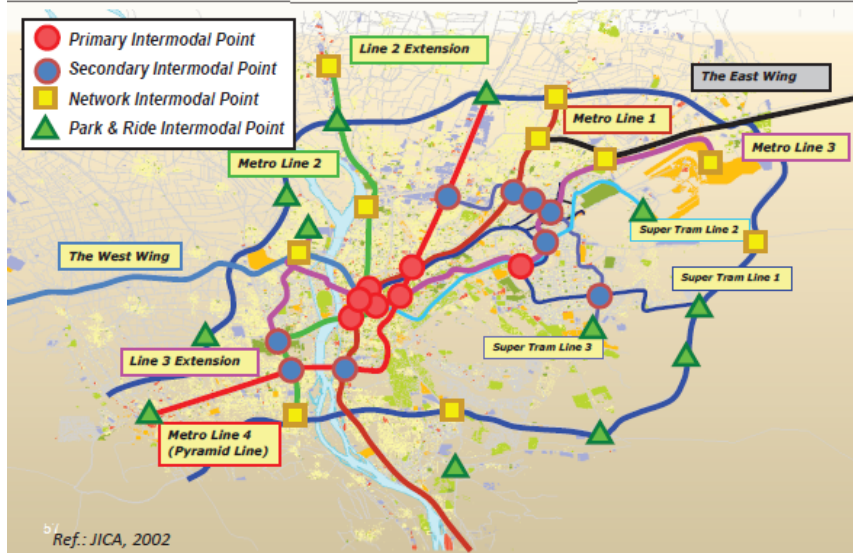 Primary Intermodal Point
Secondary Intermodal Point
Network Intermodal Point
Park & Ride Intermodal Point
Line 2 Extension
The East Wing
Metro Line 1
Metro Line 3
Metro Line 2
Super Tram Line 2
The West Wing
Super Tram Line 1
Super Tram Line 3
Line 3 Extension
Metro Line 4
(Pyramid Line)
57
Ref.: JICA, 2002